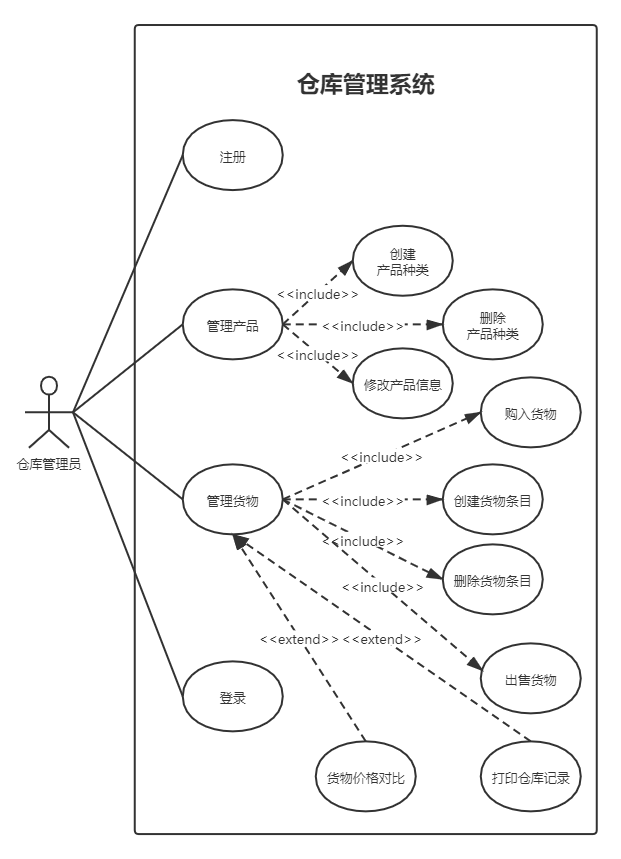 仓库管理系统
注册
创建
产品种类
<<include>>
管理产品
<<include>>
删除
产品种类
<<include>>
修改产品信息
购入货物
<<include>>
仓库管理员
管理货物
<<include>>
创建货物条目
<<include>>
删除货物条目
<<include>>
<<extend>>
<<extend>>
出售货物
登录
货物价格对比
打印仓库记录